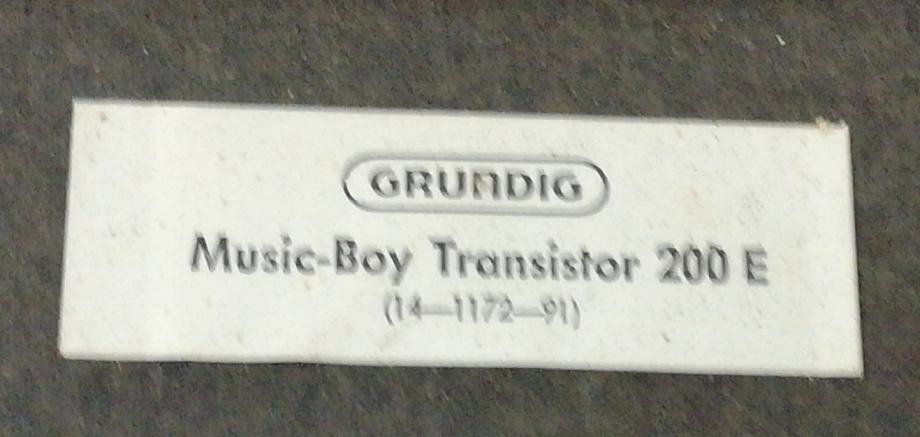 GRUNDIG
Music-Boy Transistor 200 E
(14—1172—91)